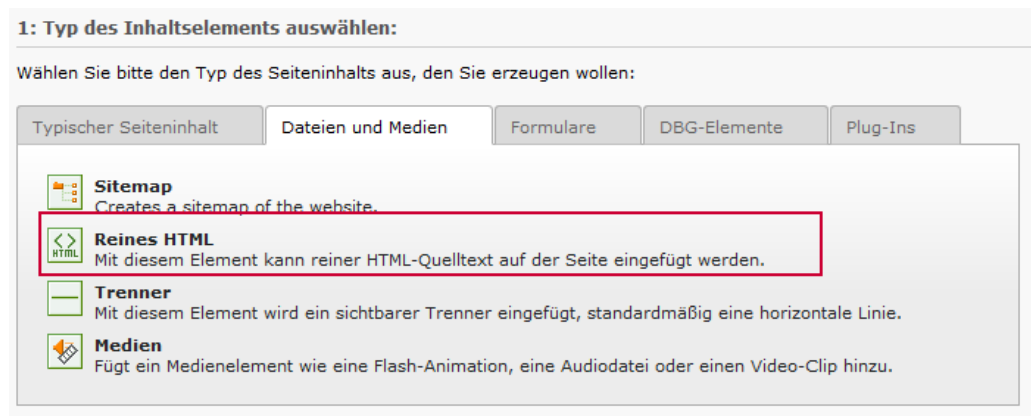 1: Typ des Inhaltselements auswählen:
Wählen Sie bitte den Typ des Seiteninhalts aus, den Sie erzeugen wollen:
Typischer Seiteninhalt Dateien und Medien Formulare DBG-Elemente Plug-Ins
Sitemap
Creates a sitemap of the website.
HTML Reines HTML
Mit diesem Element kann reiner HTML-Quelltext auf der Seite eingefügt werden.
Trenner
Mit diesem Element wird ein sichtbarer Trenner eingefügt, standardmäßig eine horizontale Linie.
Medien
Fügt ein Medienelement wie eine Flash-Animation, eine Audiodatei oder einen Video-Clip hinzu.